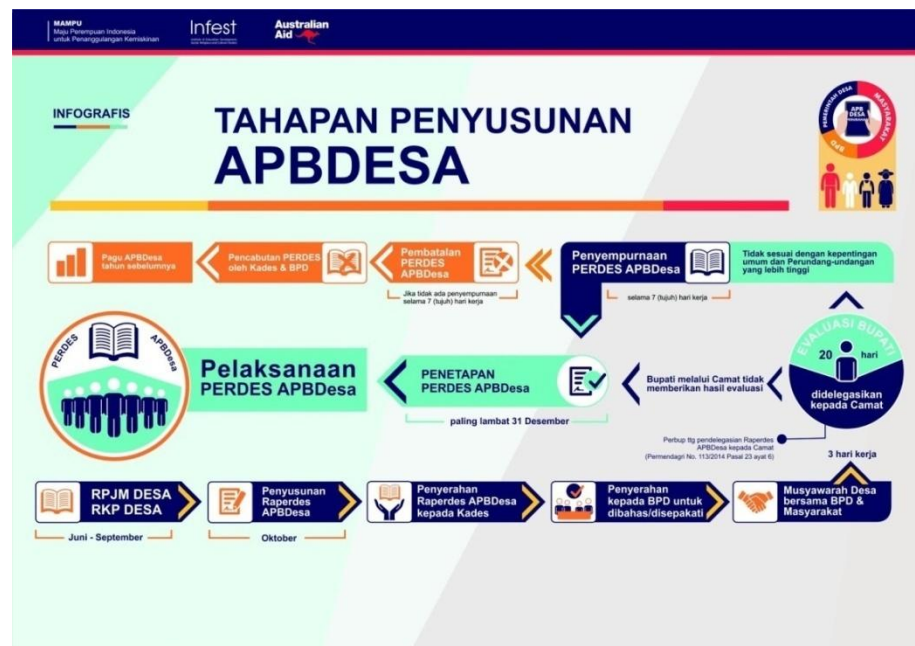 MAMPU
Maju Perempuan Indonesia
untuk Penanggulangan Kemiskinan
Infest
Australian
Aid
INFOGRAFIS
TAHAPAN PENYUSUNAN
APBDESA
PEMERINTAH DESA
MASYARAKAT
BPD
APB
DESA
Pagu APBDesa
tahun sebelumnya
Pencabutan PERDES
oleh Kades & BPD
Pembatalan
PERDES
APBDesa
Jika tidak ada penyempurnaan
selama 7 (tujuh) hari kerja
Penyempurnaan
PERDES APBDesa
selama 7 (tujuh) hari kerja
Tidak sesuai dengan kepentingan
umum dan Perundang-undangan
yang lebih tinggi
EVALUASI BUPATI
20 hari
didelegasikan
kepada Camat
3 hari kerja
Bupati melalui Camat tidak
memberikan hasil evaluasi
Perbup ttg pendelegasian Raperdes
APBDesa kepada Camat
(Permendagri No. 113/2014 Pasal 23 ayat 6)
PENETAPAN
PERDES APBDesa
paling lambat 31 Desember
Pelaksanaan
PERDES APBDesa
PERDES
APBDesa
RPJM DESA
RKP DESA
Juni - September
Penyusunan
Raperdes
APBDesa
Oktober
Penyerahan
Raperdes APBDesa
kepada Kades
Penyerahan
kepada BPD untuk
dibahas/disepakati
Musyawarah Desa
bersama BPD &
Masyarakat